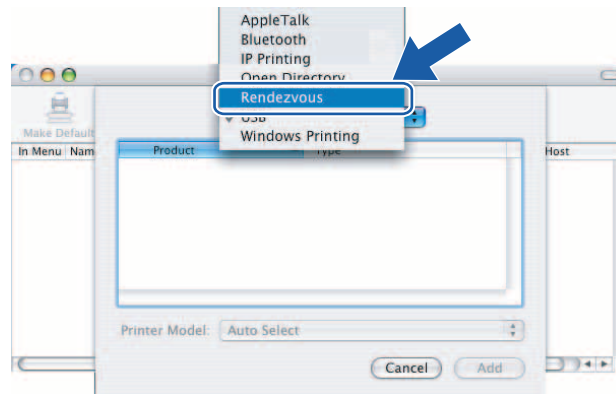 AppleTalk
Bluetooth
IP Printing
Open Directory
Rendezvous
USB
Windows Printing
Make Default
In Menu Nam Product Type Host
Printer Model: Auto Select
Cancel Add